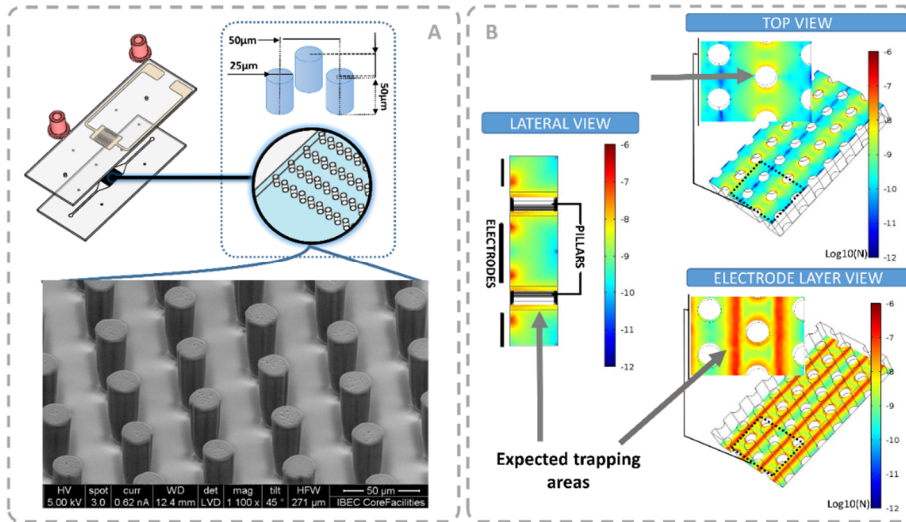 A
50µm
25µm
50µm
HV
spot
curr
WD
det
mag
tilt
HFW
50 µm
5.00 kV
3.0
0.62 nA
12.4 mm
LVD
1 100 x
45 °
271 µm
IBEC CoreFacilities
B
TOP VIEW
-6
-7
-8
-9
-10
-11
-12
Log10(N)
LATERAL VIEW
ELECTRODES
PILLARS
-6
-7
-8
-9
-10
-11
-12
ELECTRODE LAYER VIEW
-6
-7
-8
-9
-10
-11
-12
Log10(N)
Expected trapping
areas